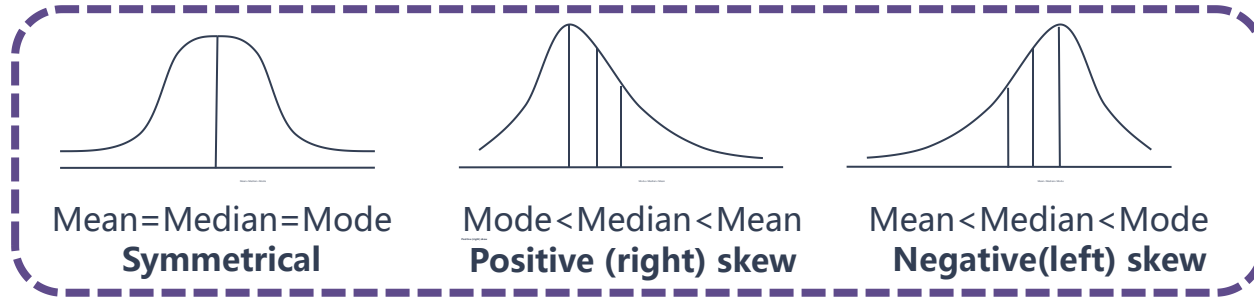 Mean=Median=Mode
Symmetrical
Mode<Median<Mean
Positive (right) skew
Mean<Median<Mode
Negative(left) skew